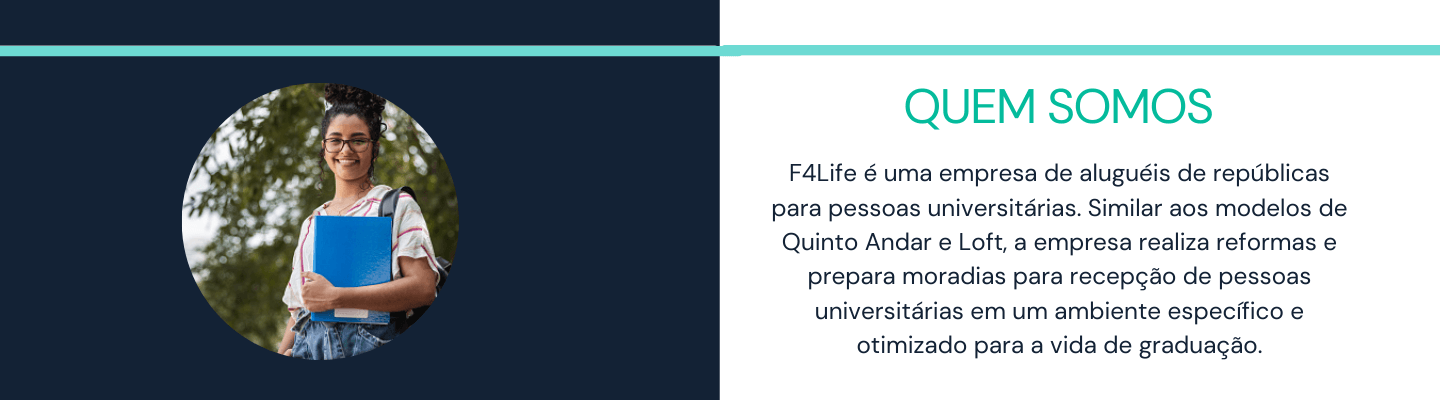 QUEM SOMOS
F4Life é uma empresa de aluguéis de repúblicas
para pessoas universitárias. Similar aos modelos de
Quinto Andar e Loft, a empresa realiza reformas e
prepara moradias para recepção de pessoas
universitárias em um ambiente específico e
otimizado para a vida de graduação.